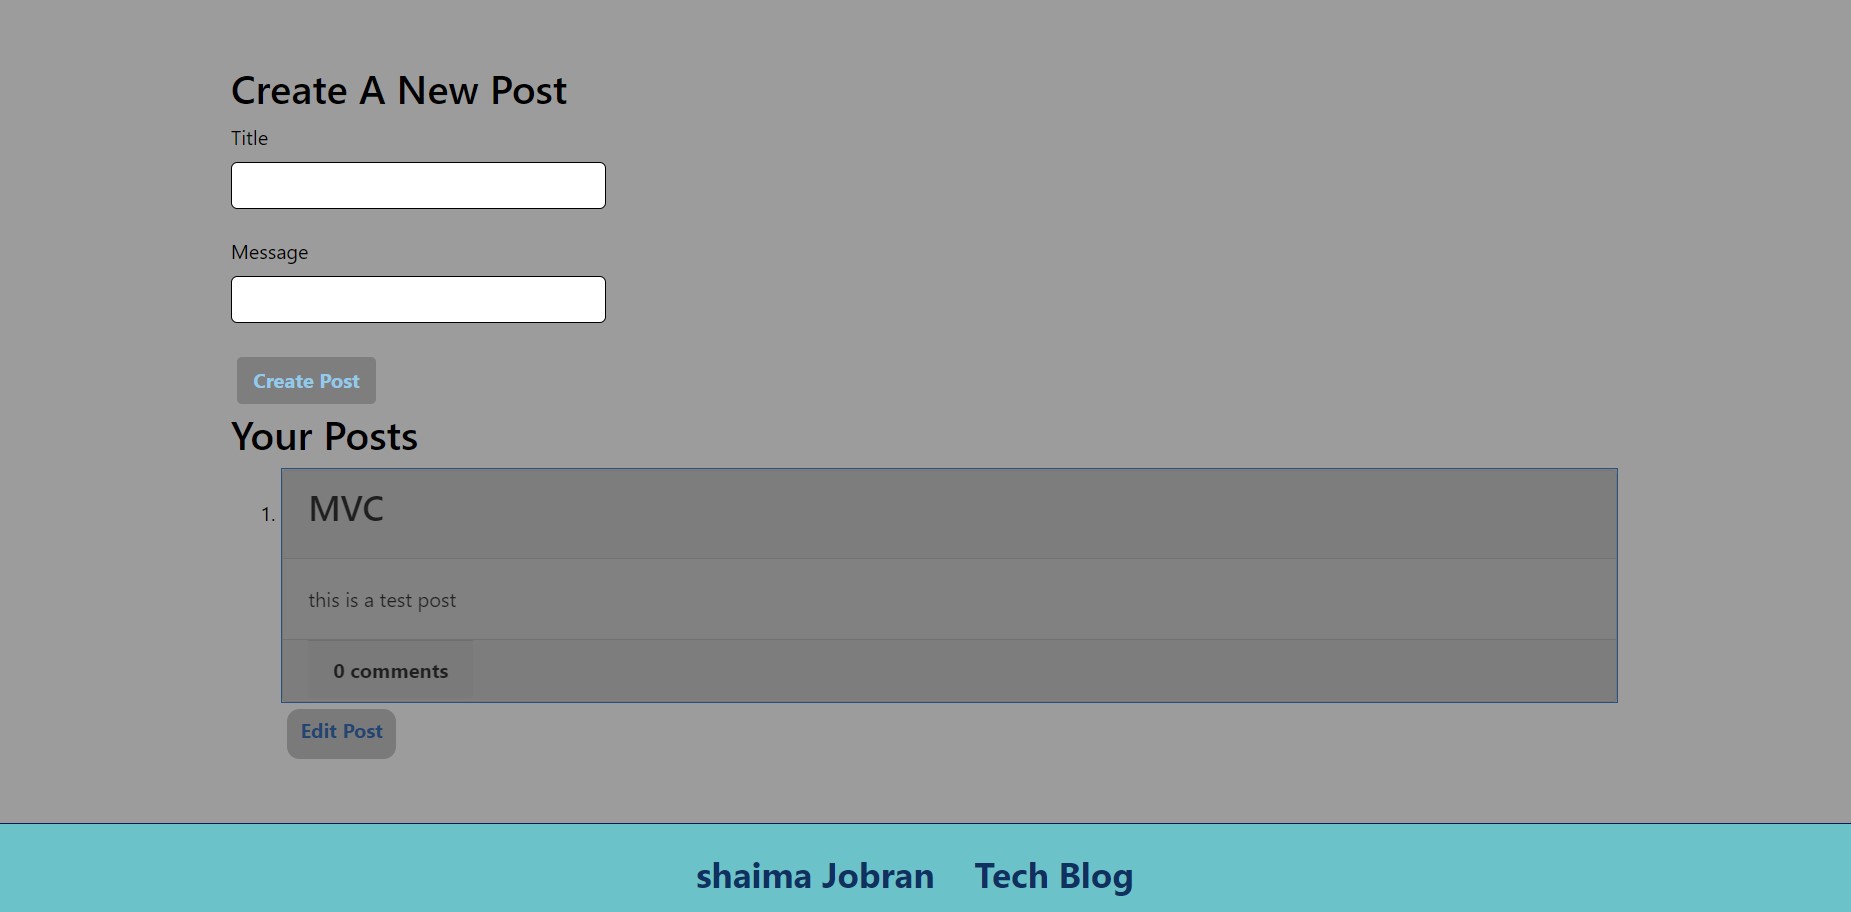 Create A New Post
Title
Message
Create Post
Your Posts
1. MVC
this is a test post
0 comments
Edit Post
shaima Jobran Tech Blog